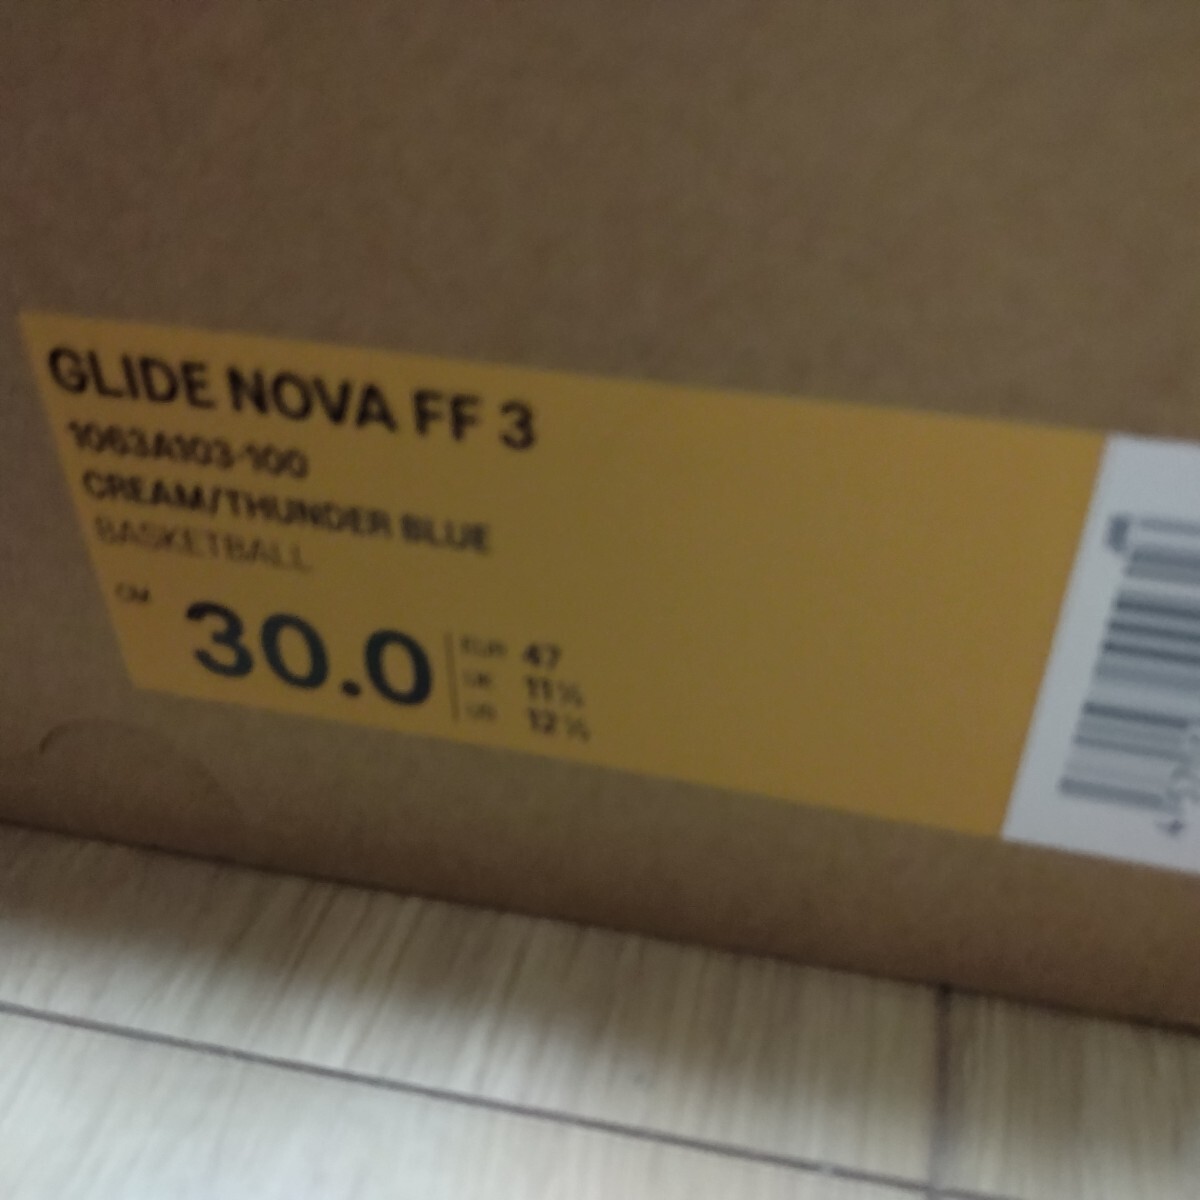 GLIDE NOVA FF 3
1063A103-100
CREAM/THUNDER BLUE
BASKETBALL
CM 30.0
EUR 47
UK 11½
US 12½